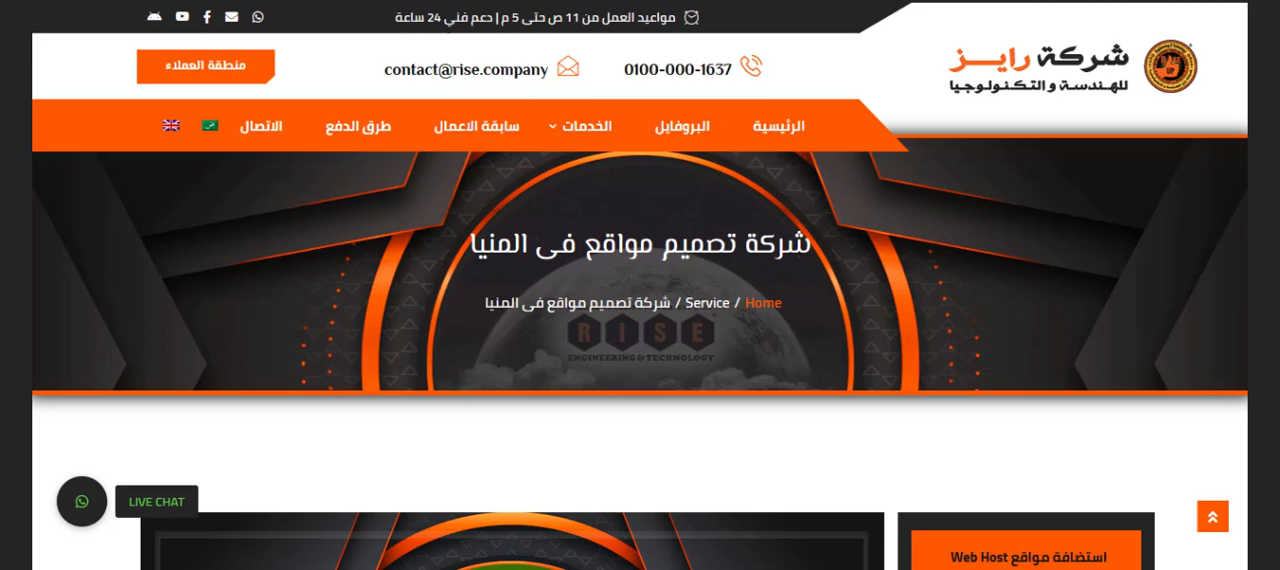 مواعيد العمل من 11 ص حتى 5 م | دعم فني 24 ساعة
شركة رايز
للهندسة والتكنولوجيا
0100-000-1637
contact@rise.company
منطقة العملاء
الرئيسية
البروفايل
الخدمات
سابقة الاعمال
طرق الدفع
الاتصال
شركة تصميم مواقع فى المنيا
Home / Service / شركة تصميم مواقع فى المنيا
RISE
ENGINEERING & TECHNOLOGY
LIVE CHAT
استضافة مواقع Web Host